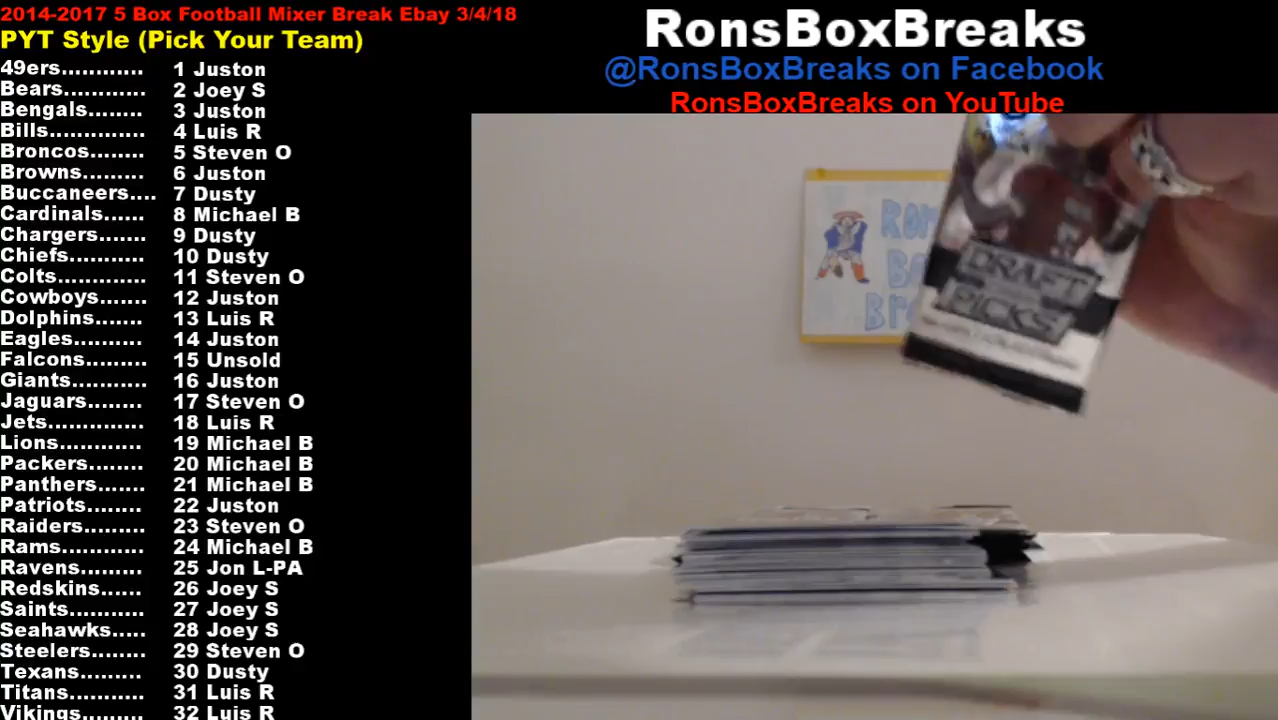 2014-2017 5 Box Football Mixer Break Ebay 3/4/18
PYT Style (Pick Your Team)
49ers............ 1 Juston
Bears........... 2 Joey S
Bengals........ 3 Juston
Bills.............. 4 Luis R
Broncos........ 5 Steven O
Browns......... 6 Juston
Buccaneers.... 7 Dusty
Cardinals...... 8 Michael B
Chargers....... 9 Dusty
Chiefs........... 10 Dusty
Colts............. 11 Steven O
Cowboys....... 12 Juston
Dolphins....... 13 Luis R
Eagles.......... 14 Juston
Falcons......... 15 Unsold
Giants........... 16 Juston
Jaguars........ 17 Steven O
Jets.............. 18 Luis R
Lions............ 19 Michael B
Packers........ 20 Michael B
Panthers....... 21 Michael B
Patriots........ 22 Juston
Raiders......... 23 Steven O
Rams............ 24 Michael B
Ravens......... 25 Jon L-PA
Redskins...... 26 Joey S
Saints........... 27 Joey S
Seahawks..... 28 Joey S
Steelers........ 29 Steven O
Texans......... 30 Dusty
Titans........... 31 Luis R
Vikings......... 32 Luis R
RonsBoxBreaks
@RonsBoxBreaks on Facebook
RonsBoxBreaks on YouTube
DRAFT
PICKS